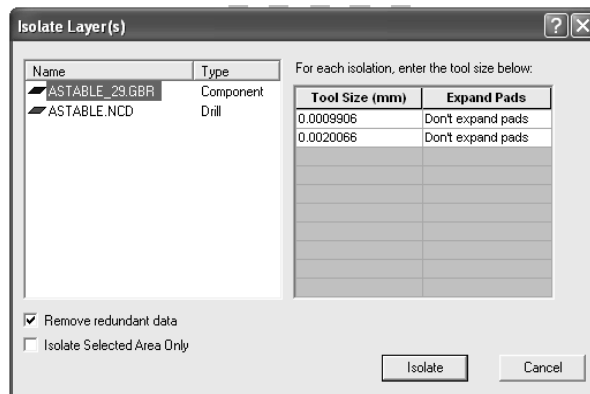 Isolate Layer(s)
Name Type
ASTABLE_29.GBR Component
ASTABLE.NCD Drill
For each isolation, enter the tool size below:
Tool Size (mm) Expand Pads
0.0009906 Don't expand pads
0.0020066 Don't expand pads
Remove redundant data
Isolate Selected Area Only
Isolate Cancel